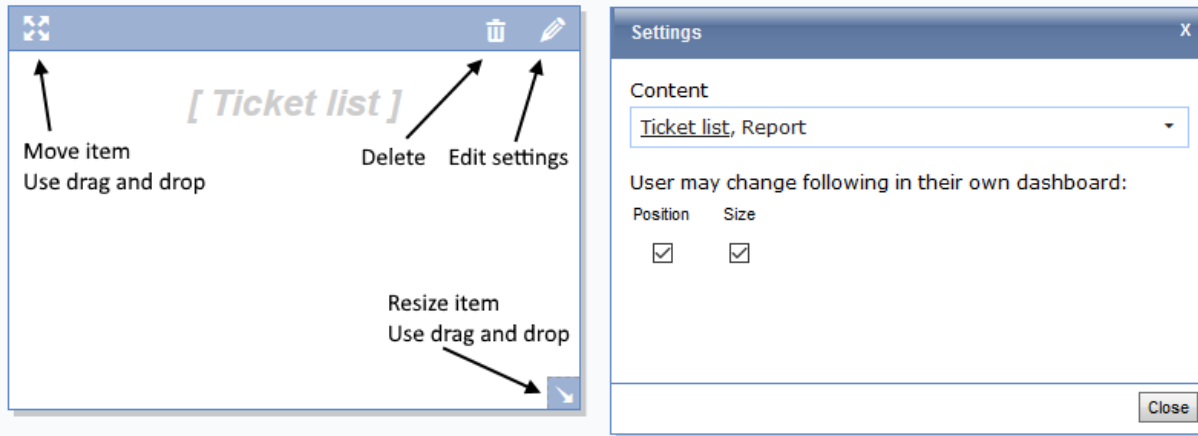 [ Ticket list ]
Move item
Use drag and drop
Delete
Edit settings
Resize item
Use drag and drop
Settings
X
Content
Ticket list, Report
User may change following in their own dashboard:
Position
Size
Close